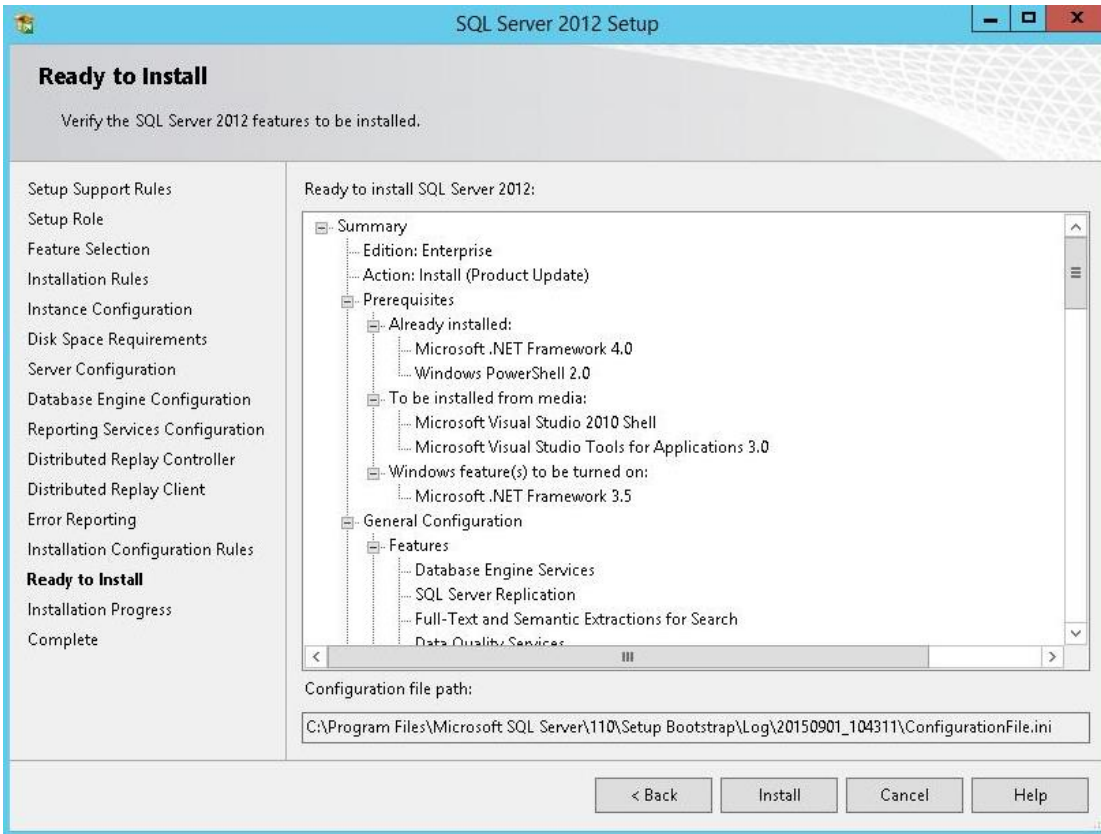 SQL Server 2012 Setup
Ready to Install
Verify the SQL Server 2012 features to be installed.
Setup Support Rules
Setup Role
Feature Selection
Installation Rules
Instance Configuration
Disk Space Requirements
Server Configuration
Database Engine Configuration
Reporting Services Configuration
Distributed Replay Controller
Distributed Replay Client
Error Reporting
Installation Configuration Rules
Ready to Install
Installation Progress
Complete
Ready to install SQL Server 2012:
Summary
Edition: Enterprise
Action: Install (Product Update)
Prerequisites
Already installed:
Microsoft .NET Framework 4.0
Windows PowerShell 2.0
To be installed from media:
Microsoft Visual Studio 2010 Shell
Microsoft Visual Studio Tools for Applications 3.0
Windows feature(s) to be turned on:
Microsoft .NET Framework 3.5
General Configuration
Features
Database Engine Services
SQL Server Replication
Full-Text and Semantic Extractions for Search
Data Quality Services
Configuration file path:
C:\Program Files\Microsoft SQL Server\110\Setup Bootstrap\Log\20150901_104311\ConfigurationFile.ini
< Back Install Cancel Help